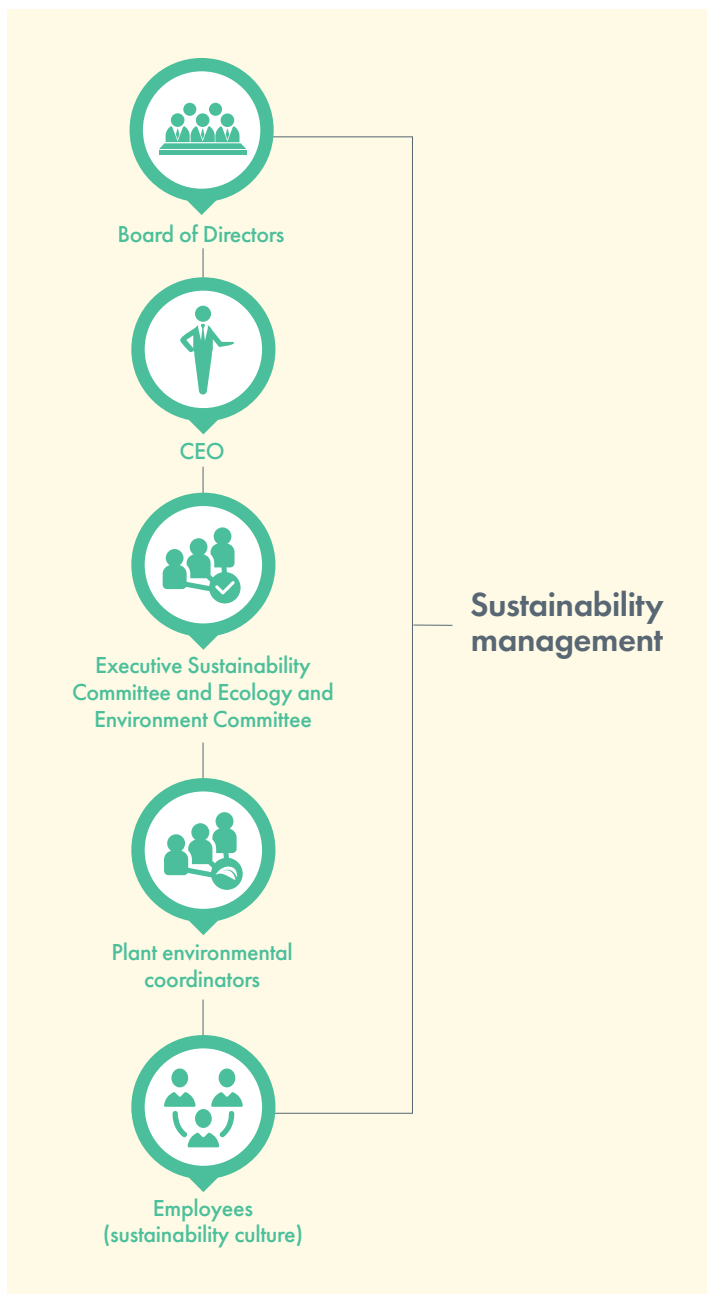 Board of Directors
CEO
Executive Sustainability
Committee and Ecology and
Environment Committee
Plant environmental
coordinators
Employees
(sustainability culture)
Sustainability
management